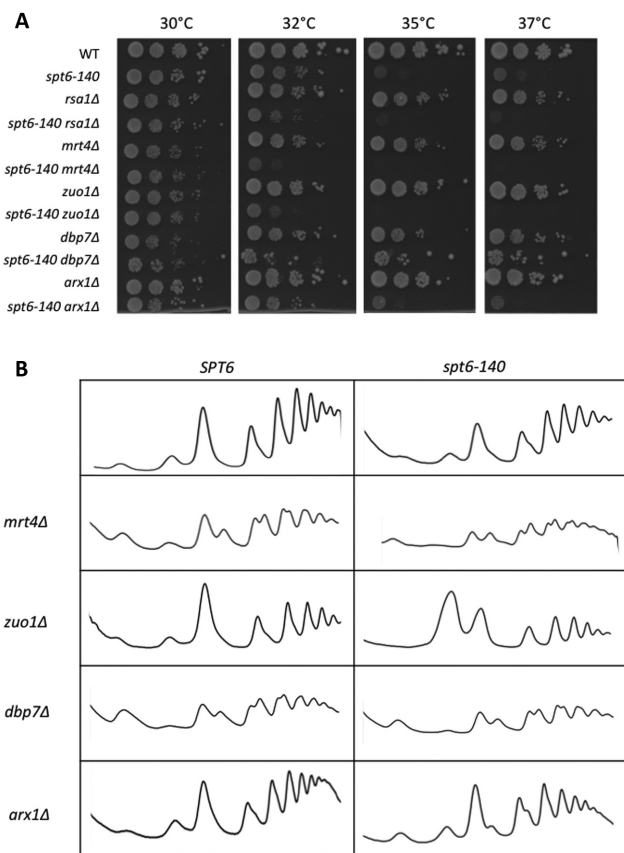 A
30°C 32°C 35°C 37°C
WT
spt6-140
rsa1Δ
spt6-140 rsa1Δ
mrt4Δ
spt6-140 mrt4Δ
zuo1Δ
spt6-140 zuo1Δ
dbp7Δ
spt6-140 dbp7Δ
arx1Δ
spt6-140 arx1Δ
B
SPT6 spt6-140
mrt4Δ
zuo1Δ
dbp7Δ
arx1Δ